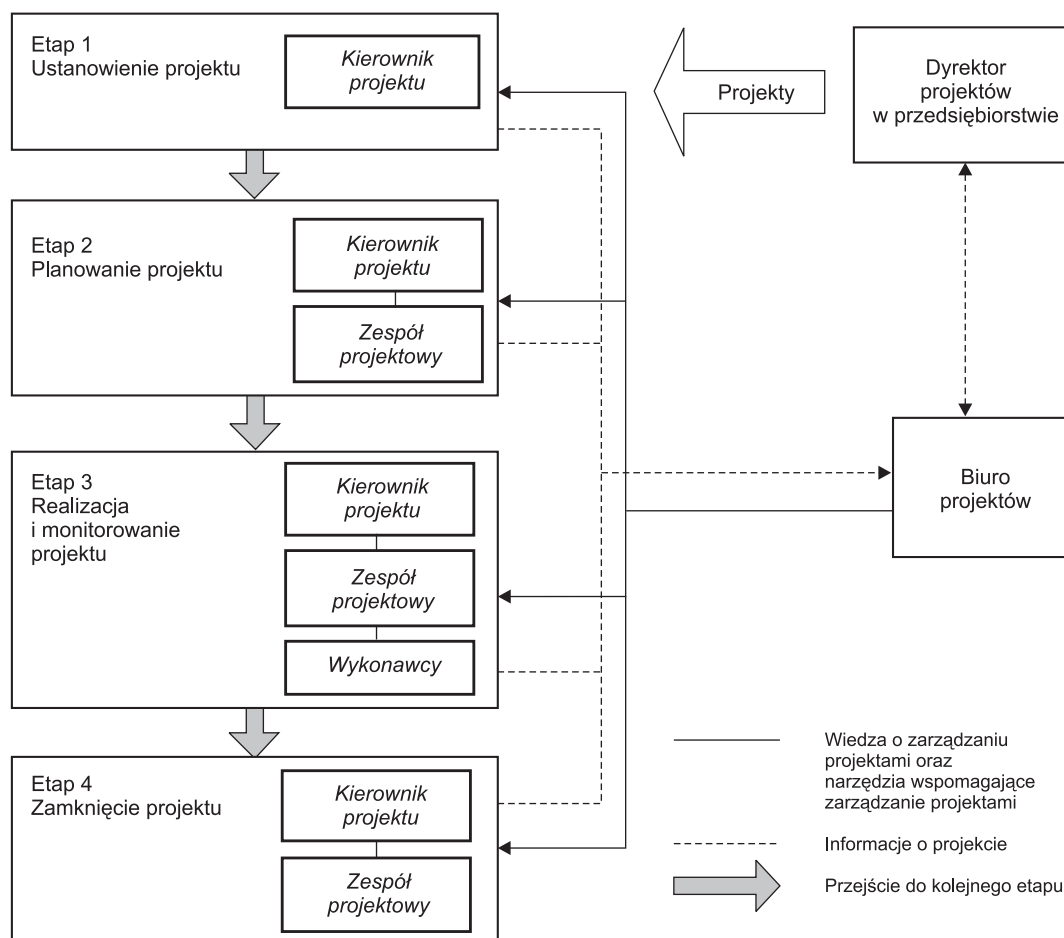 Etap 1
Ustanowienie projektu
Kierownik
projektu
Projekty
Dyrektor
projektów
w przedsiębiorstwie
Etap 2
Planowanie projektu
Kierownik
projektu
Zespół
projektowy
Etap 3
Realizacja
i monitorowanie
projektu
Kierownik
projektu
Zespół
projektowy
Wykonawcy
Biuro
projektów
Etap 4
Zamknięcie projektu
Kierownik
projektu
Zespół
projektowy
Wiedza o zarządzaniu
projektami oraz
narzędzia wspomagające
zarządzanie projektami
Informacje o projekcie
Przejście do kolejnego etapu